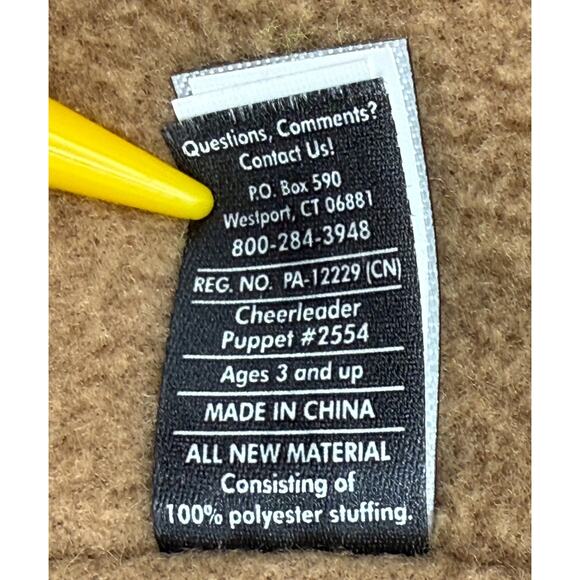 Questions, Comments?
Contact Us!
P.O. Box 590
Westport, CT 06881
800-284-3948
REG. NO. PA-12229 (CN)
Cheerleader
Puppet #2554
Ages 3 and up
MADE IN CHINA
ALL NEW MATERIAL
Consisting of
100% polyester stuffing.